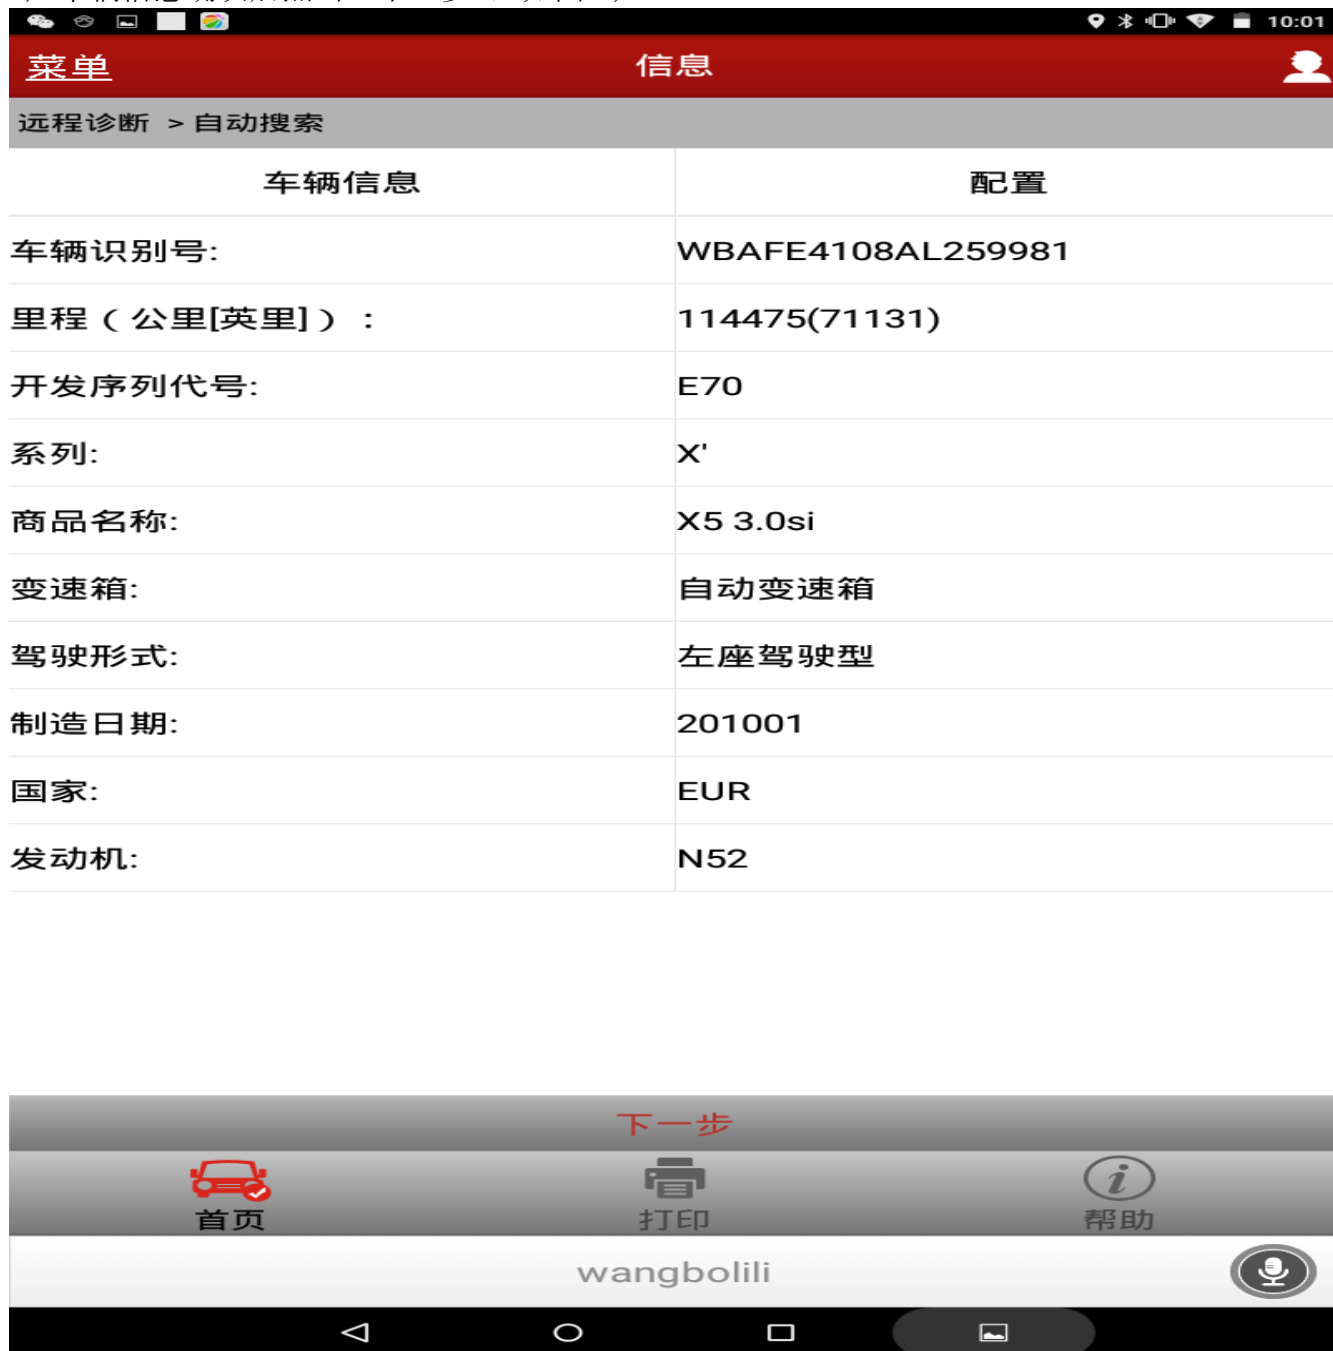 10:01
菜单 信息
远程诊断 >自动搜索
车辆信息 配置
车辆识别号: WBAFE4108AL259981
里程（公里[英里]）: 114475(71131)
开发序列代号: E70
系列: X'
商品名称: X5 3.0si
变速箱: 自动变速箱
驾驶形式: 左座驾驶型
制造日期: 201001
国家: EUR
发动机: N52
下一步
首页 打印 帮助
wangbolili